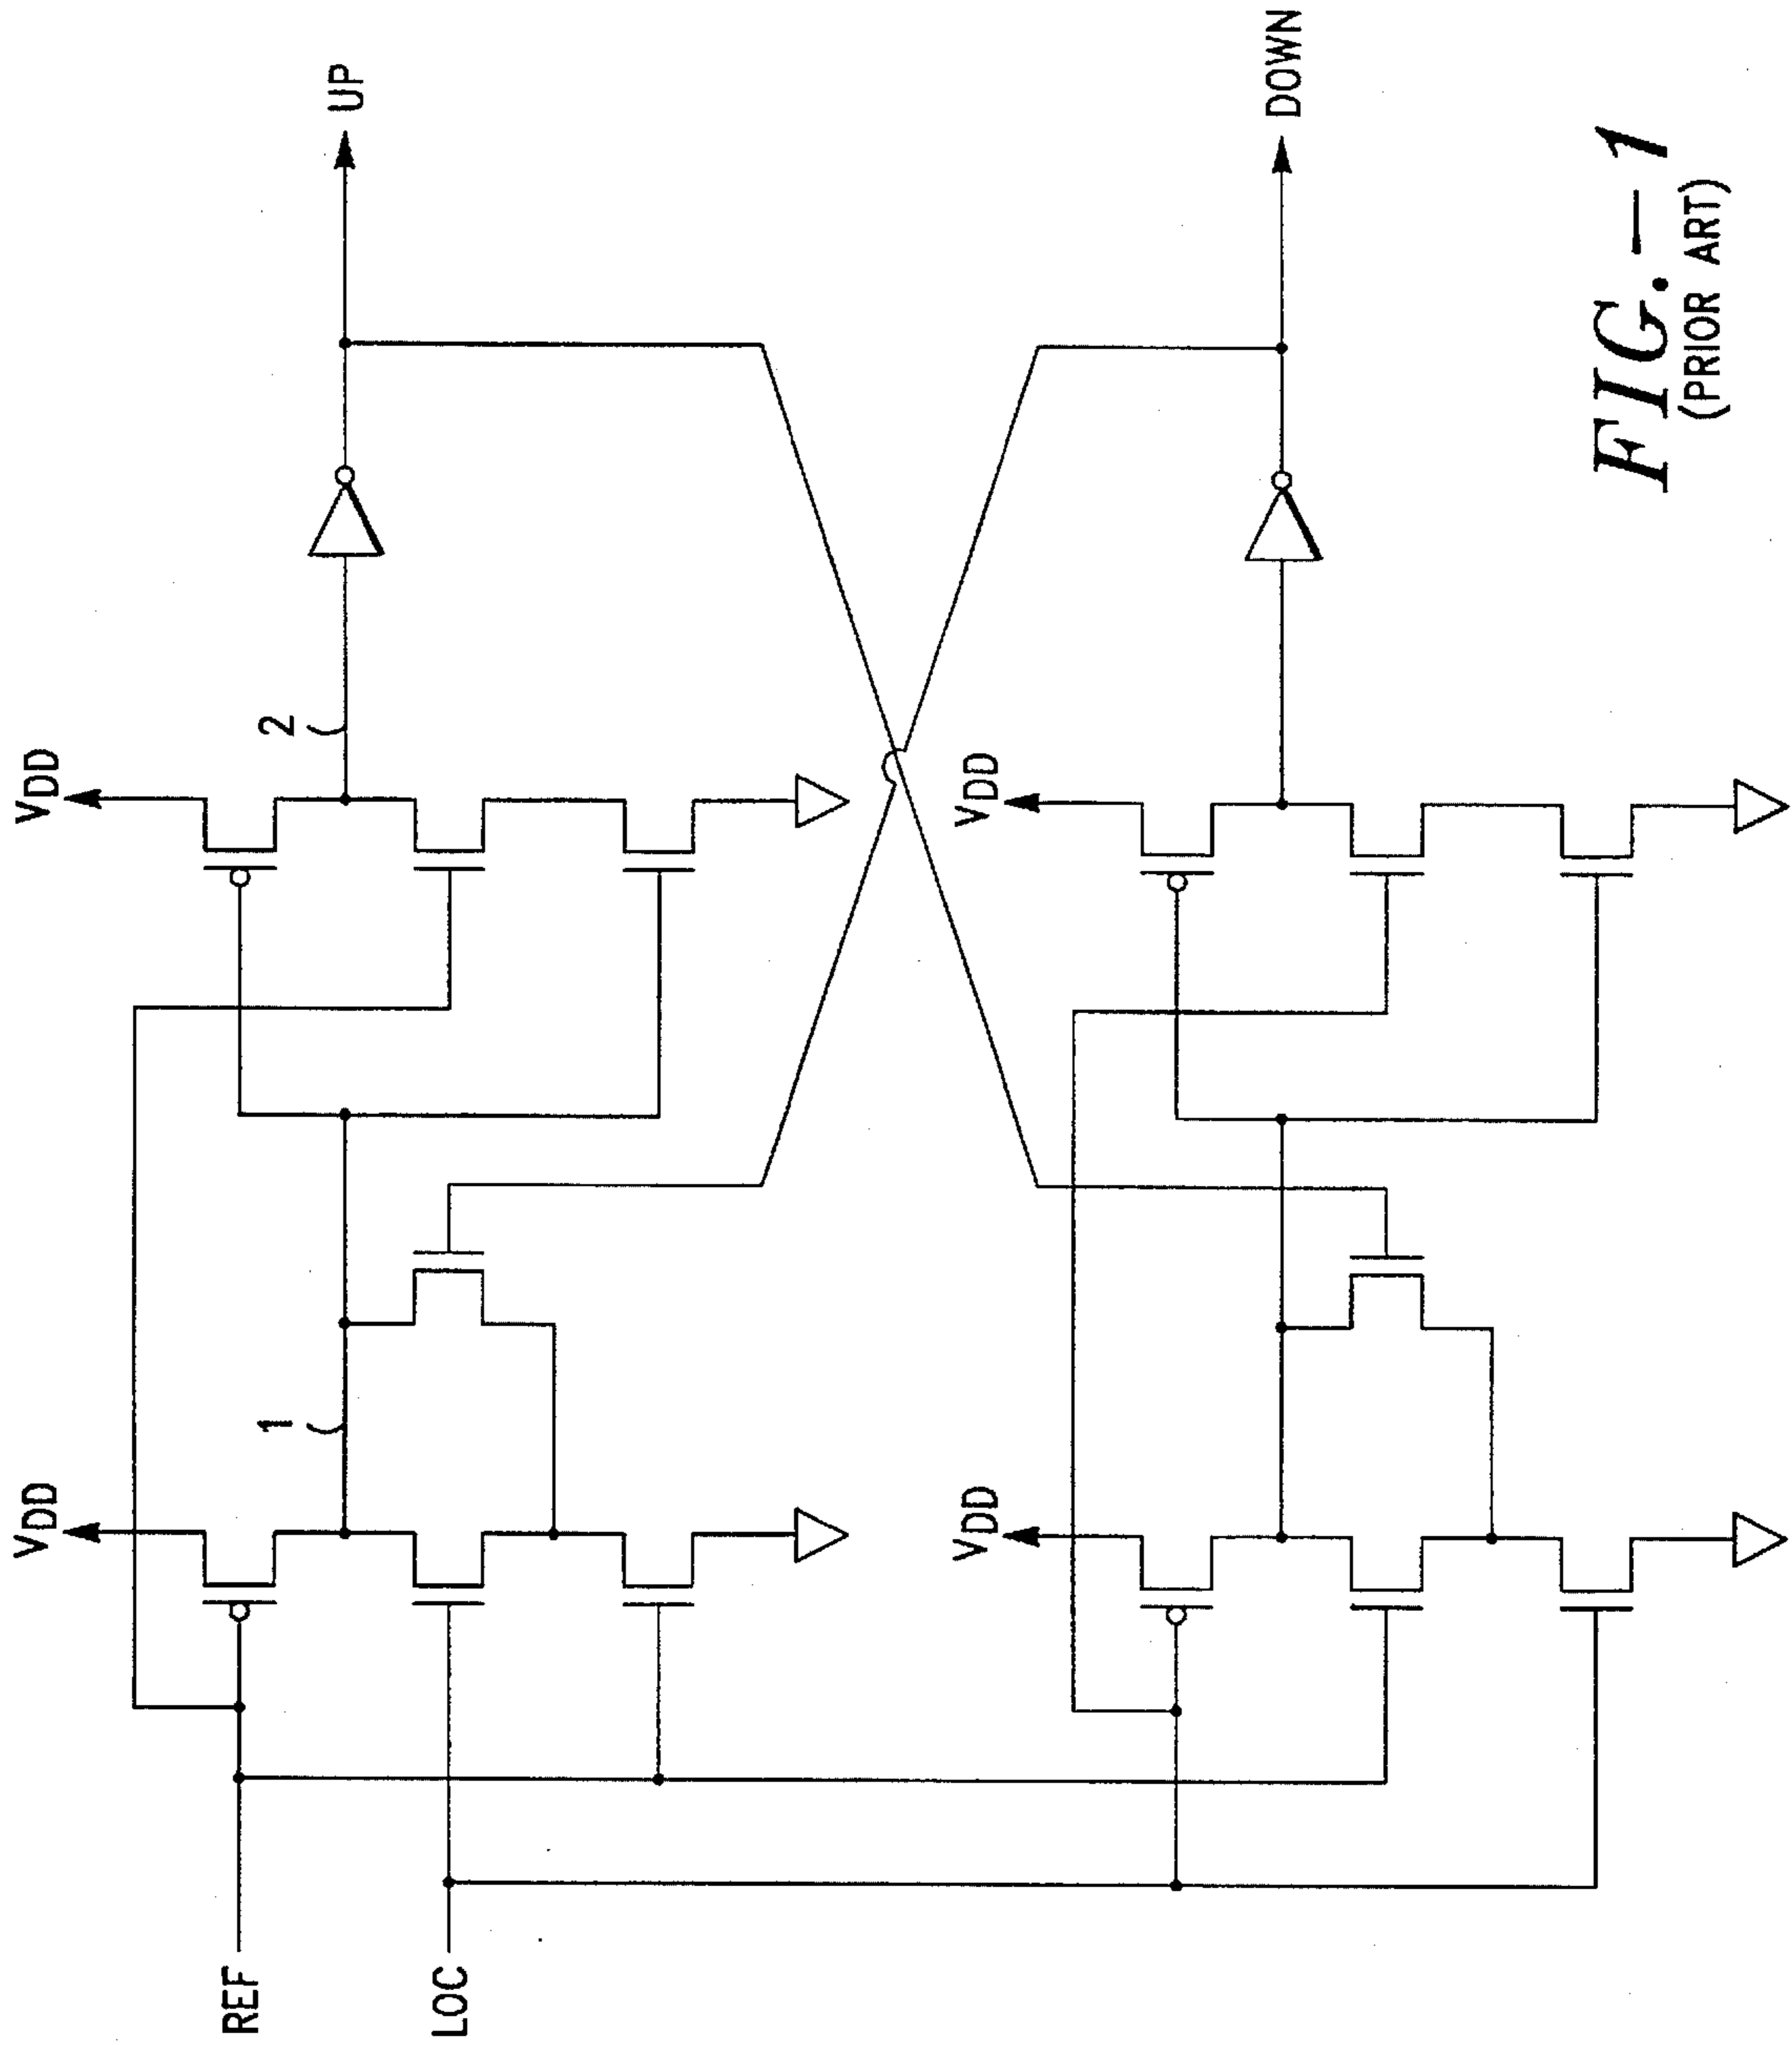 VDD
VDD
UP
2
1
REF
LOC
VDD
VDD
DOWN
FIG.-1
(PRIOR ART)